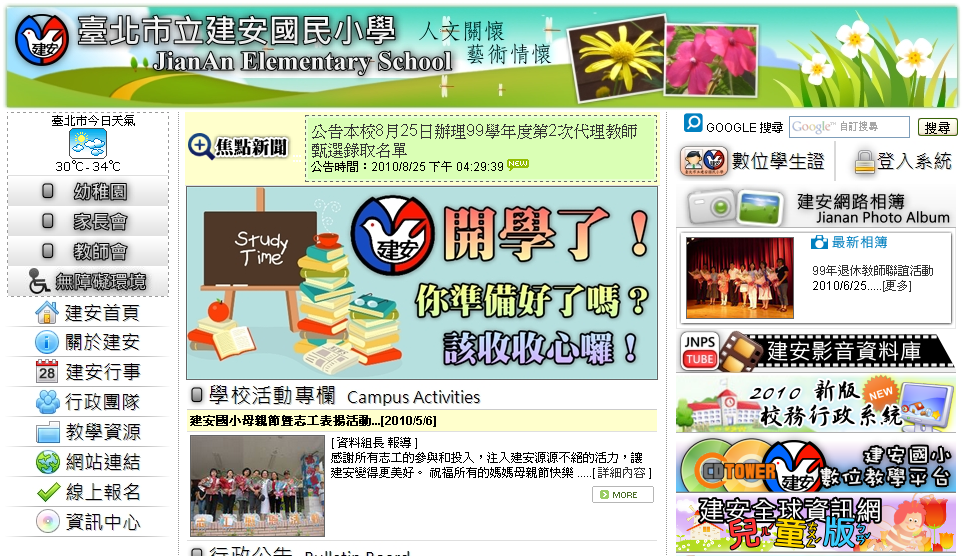 建安
臺北市立建安國民小學
JianAn Elementary School
人文關懷
藝術情懷
臺北市今日天氣
30℃ - 34℃
幼稚園
家長會
教師會
無障礙環境
建安首頁
關於建安
28
建安行事
行政團隊
教學資源
網站連結
線上報名
資訊中心
焦點新聞
公告本校8月25日辦理99學年度第2次代理教師
甄選錄取名單
公告時間：2010/8/25 下午 04:29:39 NEW
Study
Time
建安
開學了！
你準備好了嗎？
該收收心囉！
學校活動專欄 Campus Activities
建安國小母親節暨志工表揚活動...[2010/5/6]
[資料組長 報導]
感謝所有志工的參與和投入，注入建安源源不絕的活力，讓
建安變得更美好。 祝福所有的媽媽母親節快樂 .....[詳細內容]
MORE
行政公告 Bulletin Board
GOOGLE 搜尋
Google™ 自訂搜尋
搜尋
數位學生證
登入系統
建安網路相簿
Jianan Photo Album
最新相簿
99年退休教師聯誼活動
2010/6/25.....[更多]
JNPS
TUBE
建安影音資料庫
2010 新版
NEW
校務行政系統
CDTOWER
建安
建安國小
數位教學平台
建安全球資訊網
兒童版